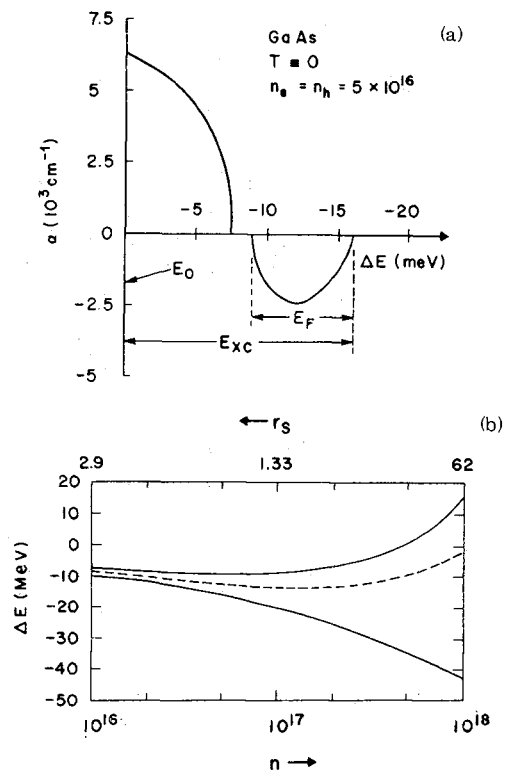 (a)
GaAs
T = 0
nₑ = nₕ = 5 × 10¹⁶
7.5
5
2.5
0
-2.5
-5
α (10³ cm⁻¹)
-5
-10
-15
-20
ΔE (meV)
E₀
E_F
E_XC
(b)
← r_S
2.9
1.33
62
20
10
0
-10
-20
-30
-40
-50
ΔE (MeV)
10¹⁶
10¹⁷
10¹⁸
n →